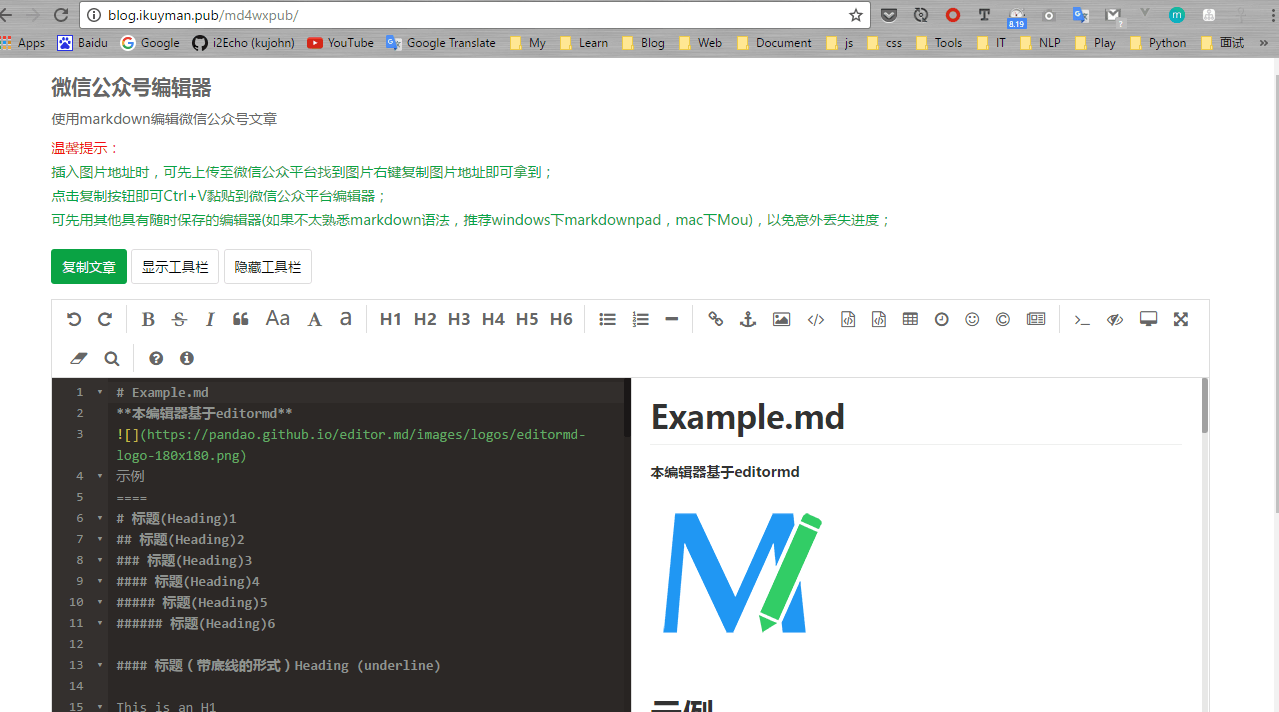 blog.ikuyman.pub/md4wxpub/
8.19
m
Apps Baidu Google i2Echo (kujohn) YouTube Google Translate My Learn Blog Web Document js css Tools IT NLP Play Python 面试 »
微信公众号编辑器
使用markdown编辑微信公众号文章
温馨提示：
插入图片地址时，可先上传至微信公众平台找到图片右键复制图片地址即可拿到；
点击复制按钮即可Ctrl+V黏贴到微信公众平台编辑器；
可先用其他具有随时保存的编辑器(如果不太熟悉markdown语法，推荐windows下markdownpad，mac下Mou)，以免意外丢失进度；
复制文章 显示工具栏 隐藏工具栏
B S I Aa A a H1 H2 H3 H4 H5 H6
1 # Example.md
2 **本编辑器基于editormd**
3 ![](https://pandao.github.io/editor.md/images/logos/editormd-
logo-180x180.png)
4 示例
5 ====
6 # 标题(Heading)1
7 ## 标题(Heading)2
8 ### 标题(Heading)3
9 #### 标题(Heading)4
10 ##### 标题(Heading)5
11 ###### 标题(Heading)6
12
13 #### 标题（带底线的形式）Heading (underline)
14
15 This is an H1
Example.md
本编辑器基于editormd
示例